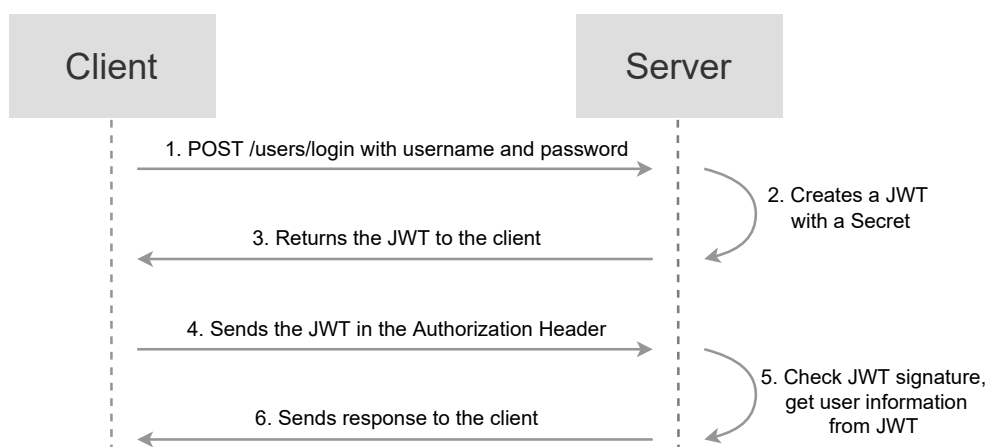 Client
Server
1. POST /users/login with username and password
2. Creates a JWT
with a Secret
3. Returns the JWT to the client
4. Sends the JWT in the Authorization Header
5. Check JWT signature,
get user information
from JWT
6. Sends response to the client